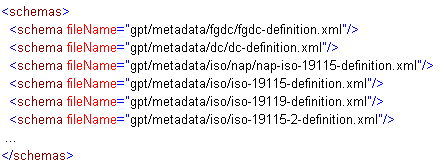 <schemas>
<schema fileName="gpt/metadata/fgdc/fgdc-definition.xml"/>
<schema fileName="gpt/metadata/dc/dc-definition.xml"/>
<schema fileName="gpt/metadata/iso/nap/nap-iso-19115-definition.xml"/>
<schema fileName="gpt/metadata/iso/iso-19115-definition.xml"/>
<schema fileName="gpt/metadata/iso/iso-19119-definition.xml"/>
<schema fileName="gpt/metadata/iso/iso-19115-2-definition.xml"/>
...
</schemas>